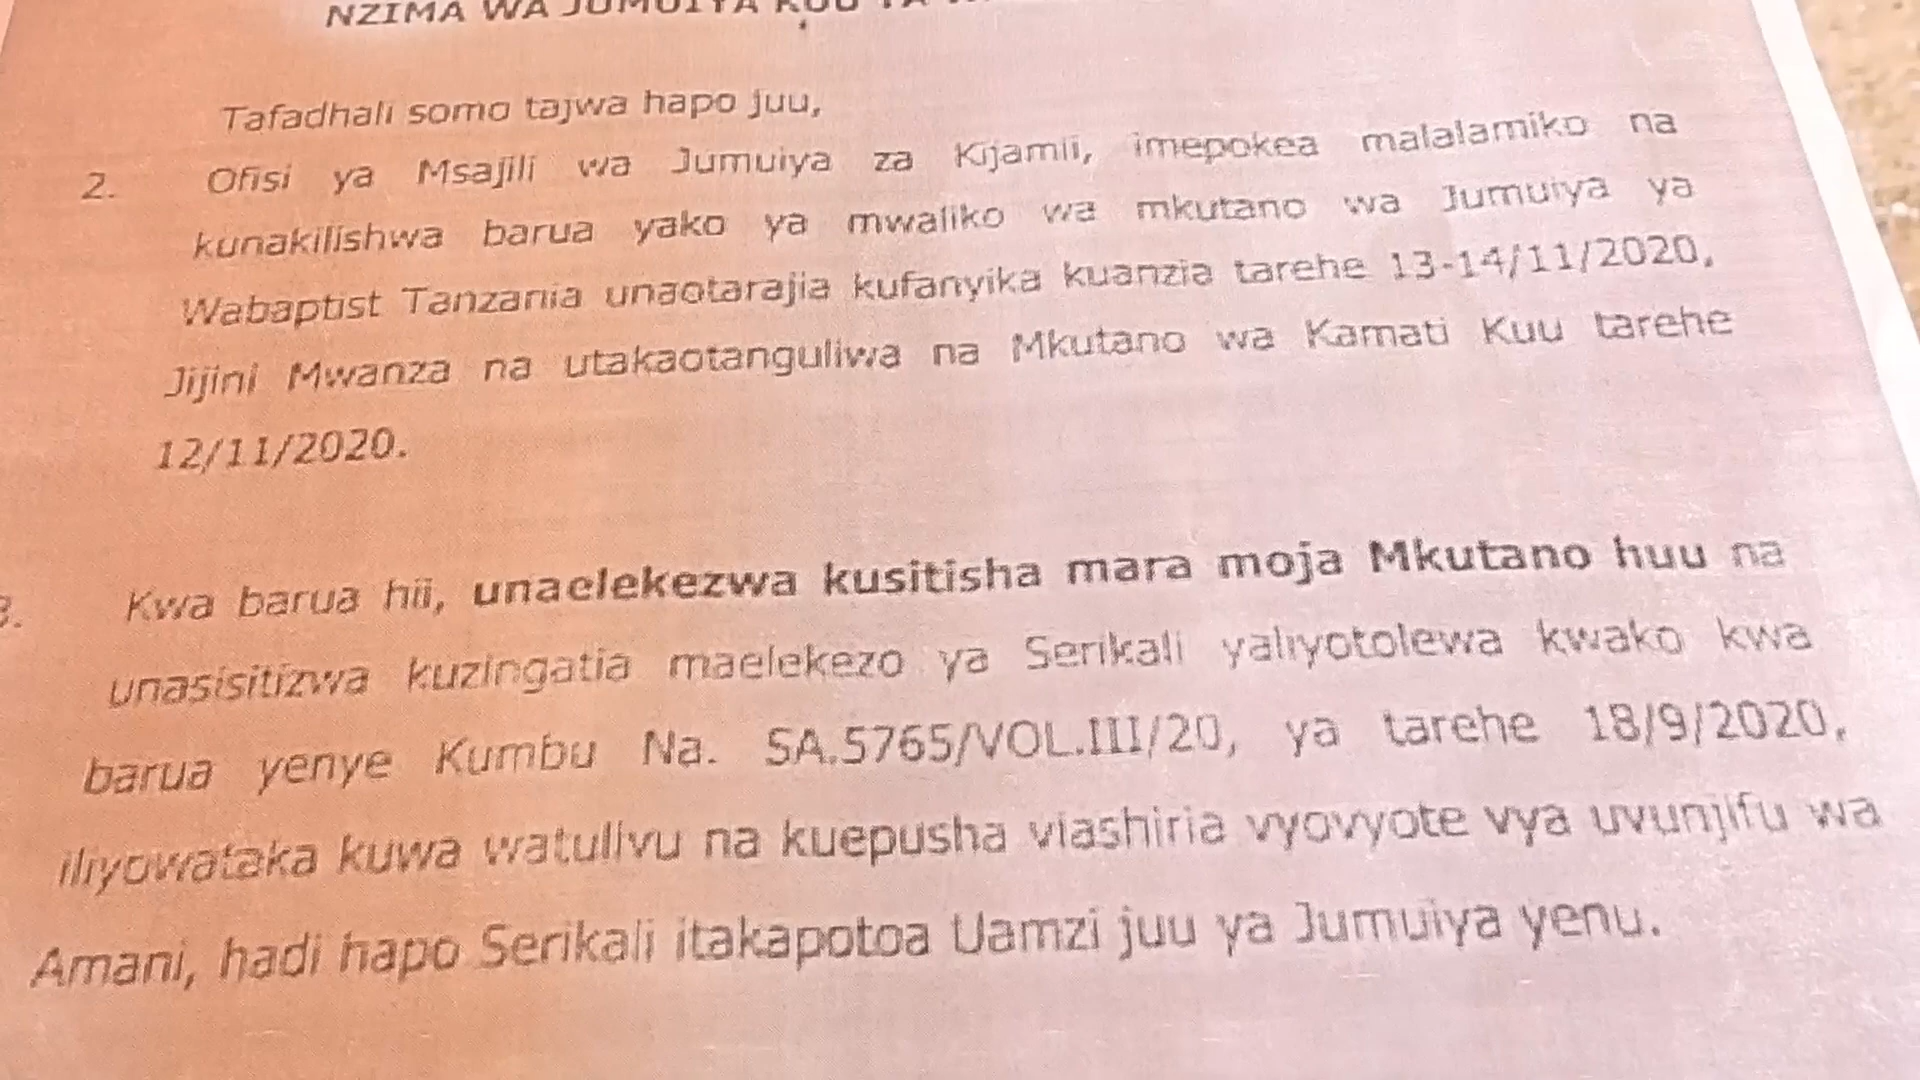 NZIMA WA JUMUIYA KUU
Tafadhali somo tajwa hapo juu,
2. Ofisi ya Msajili wa Jumuiya za Kijamii, imepokea malalamiko na
kunakilishwa barua yako ya mwaliko wa mkutano wa Jumuiya ya
Wabaptist Tanzania unaotarajia kufanyika kuanzia tarehe 13-14/11/2020,
Jijini Mwanza na utakaotanguliwa na Mkutano wa Kamati Kuu tarehe
12/11/2020.
3. Kwa barua hii, unaelekezwa kusitisha mara moja Mkutano huu na
unasisitizwa kuzingatia maelekezo ya Serikali yaliyotolewa kwako kwa
barua yenye Kumbu Na. SA.5765/VOL.III/20, ya tarehe 18/9/2020,
iliyowataka kuwa watulivu na kuepusha viashiria vyovyote vya uvunjifu wa
Amani, hadi hapo Serikali itakapotoa Uamzi juu ya Jumuiya yenu.